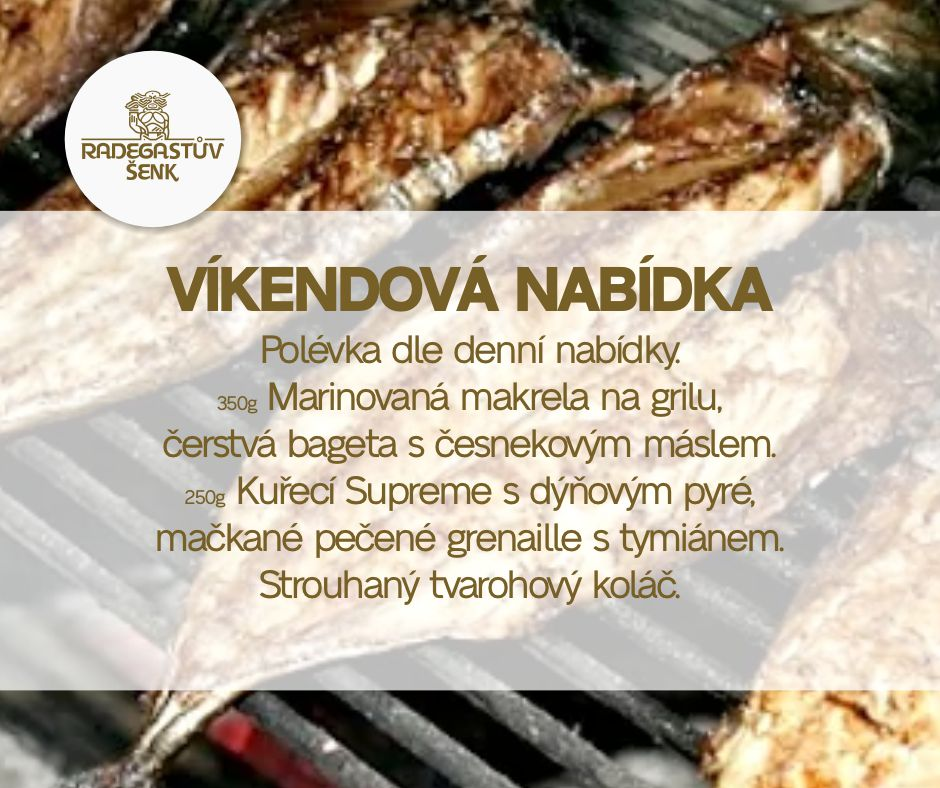 RADEGASTŮV
ŠENK
VÍKENDOVÁ NABÍDKA
Polévka dle denní nabídky.
350g Marinovaná makrela na grilu,
čerstvá bageta s česnekovým máslem.
250g Kuřecí Supreme s dýňovým pyré,
mačkané pečené grenaille s tymiánem.
Strouhaný tvarohový koláč.